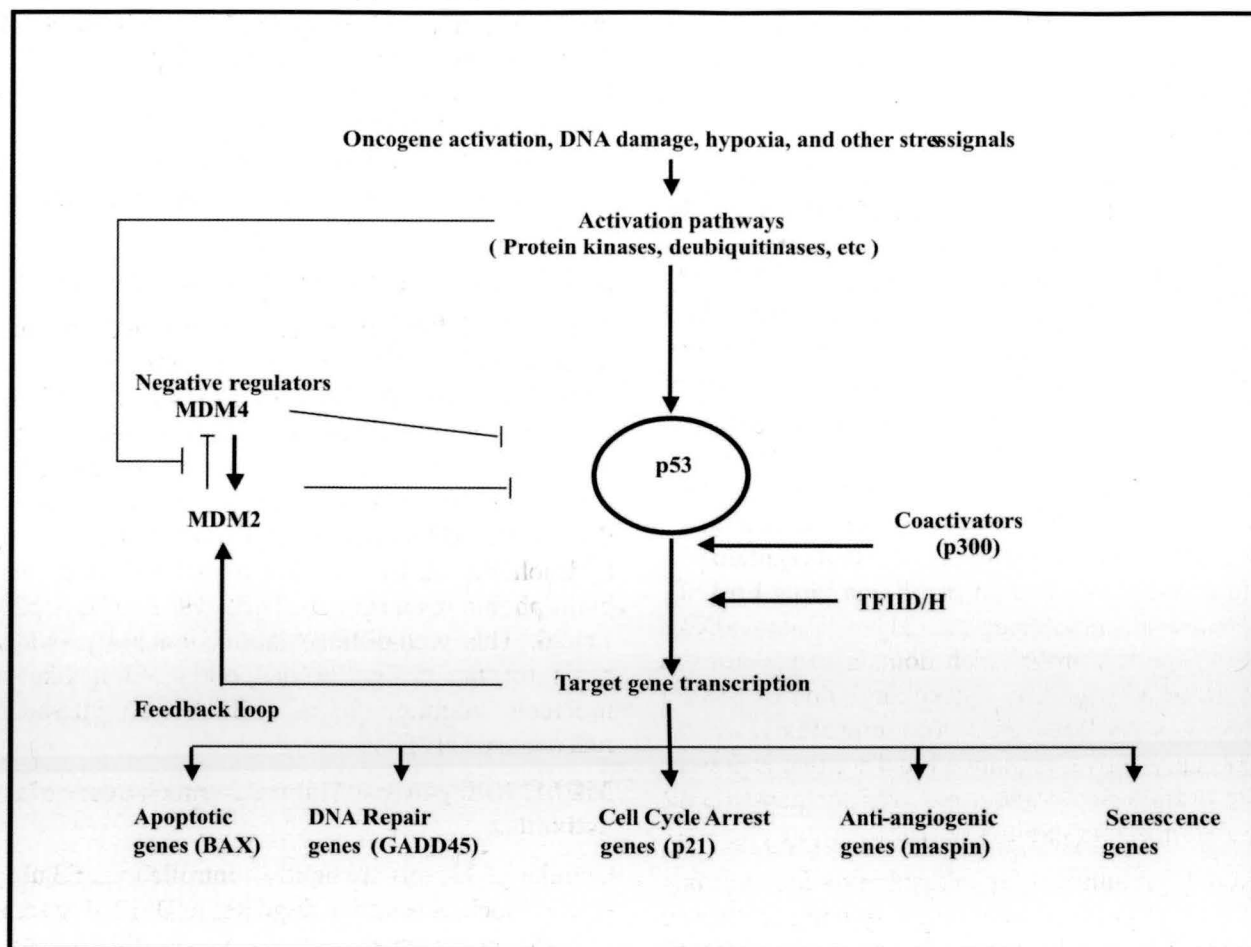 Oncogene activation, DNA damage, hypoxia, and other stresssignals
Activation pathways
( Protein kinases, deubiquitinases, etc )
Negative regulators
MDM4
p53
MDM2
Coactivators
(p300)
TFIID/H
Target gene transcription
Feedback loop
Apoptotic
genes (BAX)
DNA Repair
genes (GADD45)
Cell Cycle Arrest
genes (p21)
Anti-angiogenic
genes (maspin)
Senescence
genes